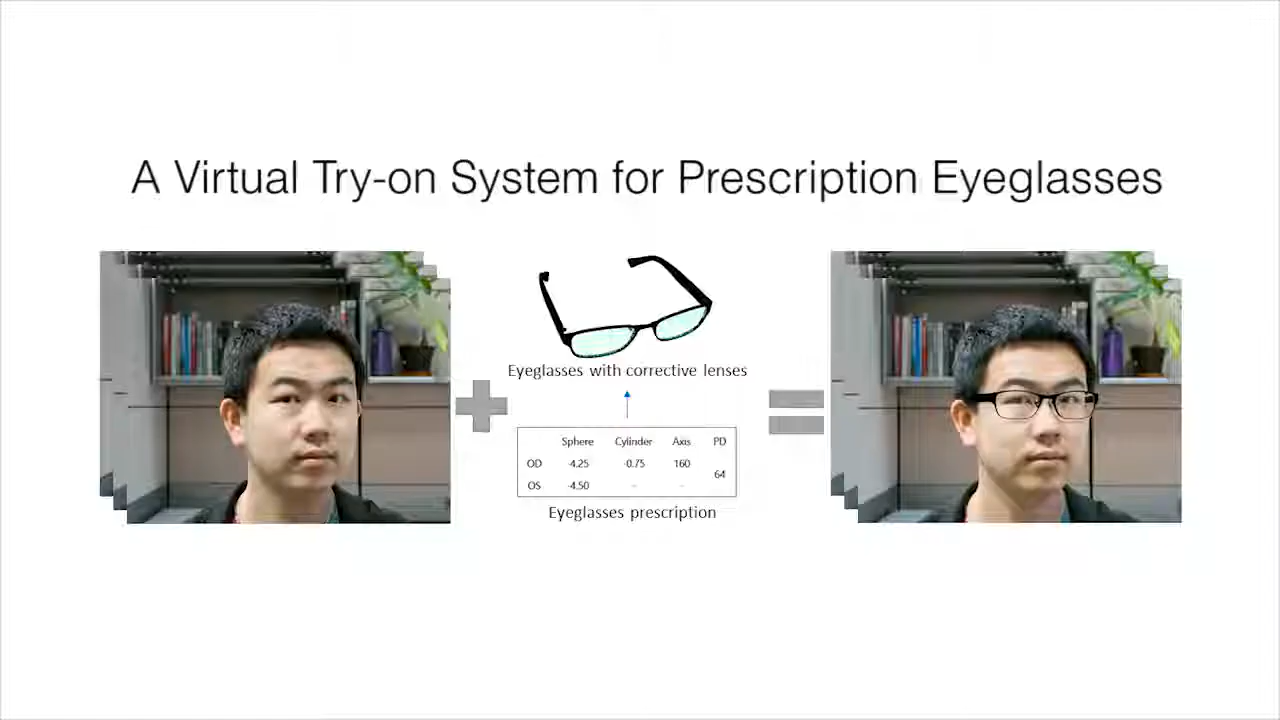 A Virtual Try-on System for Prescription Eyeglasses
Eyeglasses with corrective lenses
Sphere Cylinder Axis PD
OD -4.25 -0.75 160
64
OS -4.50 – –
Eyeglasses prescription